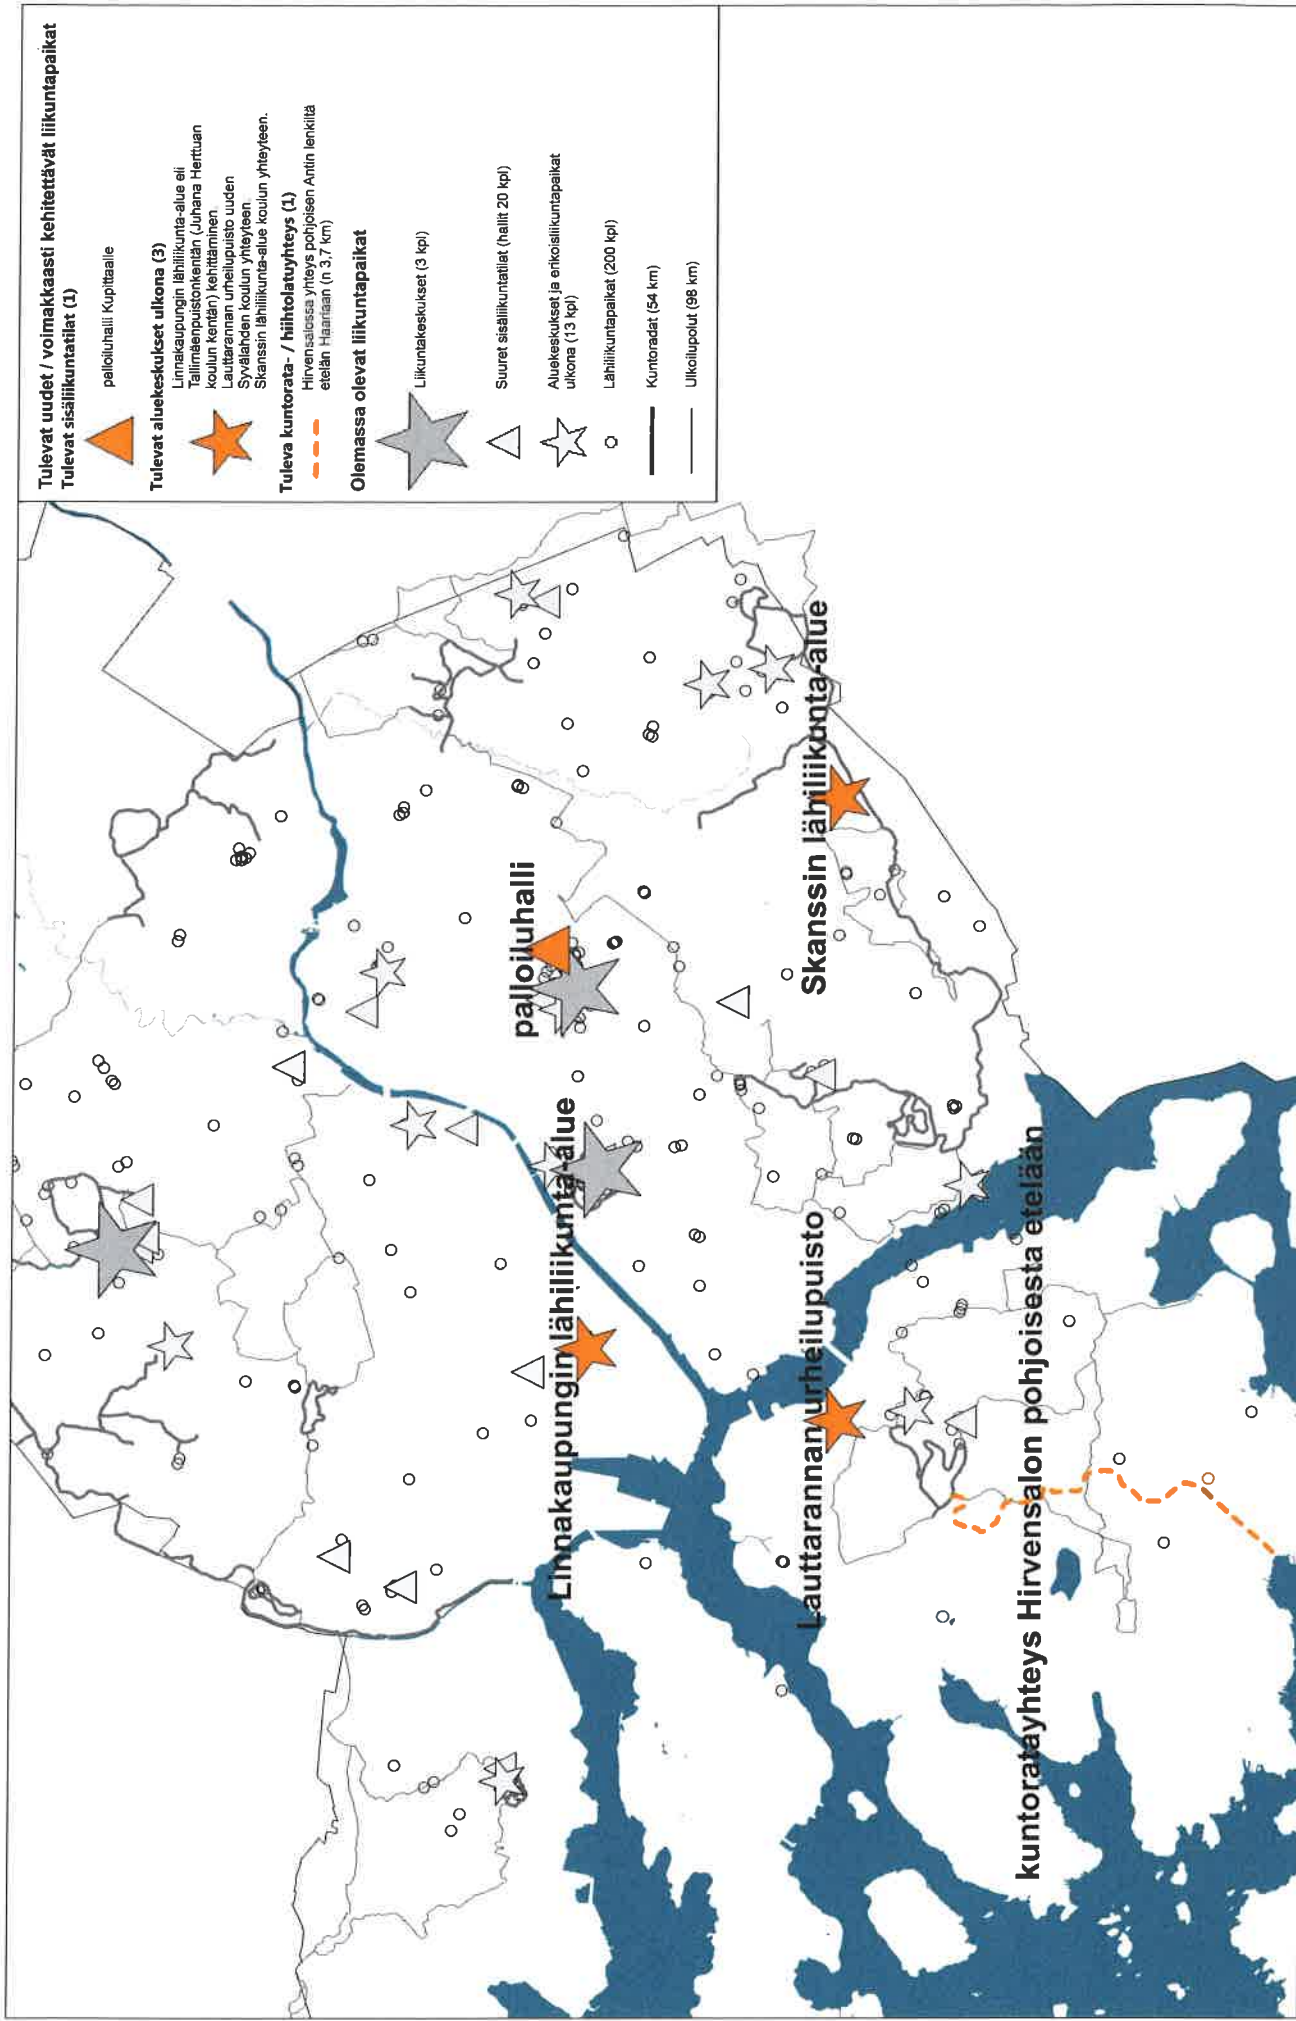 Tulevat uudet / voimakkaasti kehitettävät liikuntapaikat
Tulevat sisäliikuntatilat (1)
palloiluhalli Kupittaalle
Tulevat aluekeskukset ulkona (3)
Linnakaupungin lähiliikunta-alue eli
Tallimäenpuistonkentän (Juhana Herttuan
koulun kentän) kehittäminen.
Lauttarannan urheilupuisto uuden
Syvälahden koulun yhteyteen.
Skanssin lähiliikunta-alue koulun yhteyteen.
Tuleva kuntorata- / hiihtolatuyhteys (1)
Hirvensalossa yhteys pohjoisen Antin lenkiltä
etelän Haarlaan (n 3,7 km)
Olemassa olevat liikuntapaikat
Liikuntakeskukset (3 kpl)
Suuret sisäliikuntatilat (hallit 20 kpl)
Aluekeskukset ja erikoisliikuntapaikat
ulkona (13 kpl)
Lähiliikuntapaikat (200 kpl)
Kuntoradat (54 km)
Ulkoilupolut (98 km)
palloiluhalli
Linnakaupungin lähiliikunta-alue
Skanssin lähiliikunta-alue
Lauttarannan urheilupuisto
kuntoratayhteys Hirvensalon pohjoisesta etelään